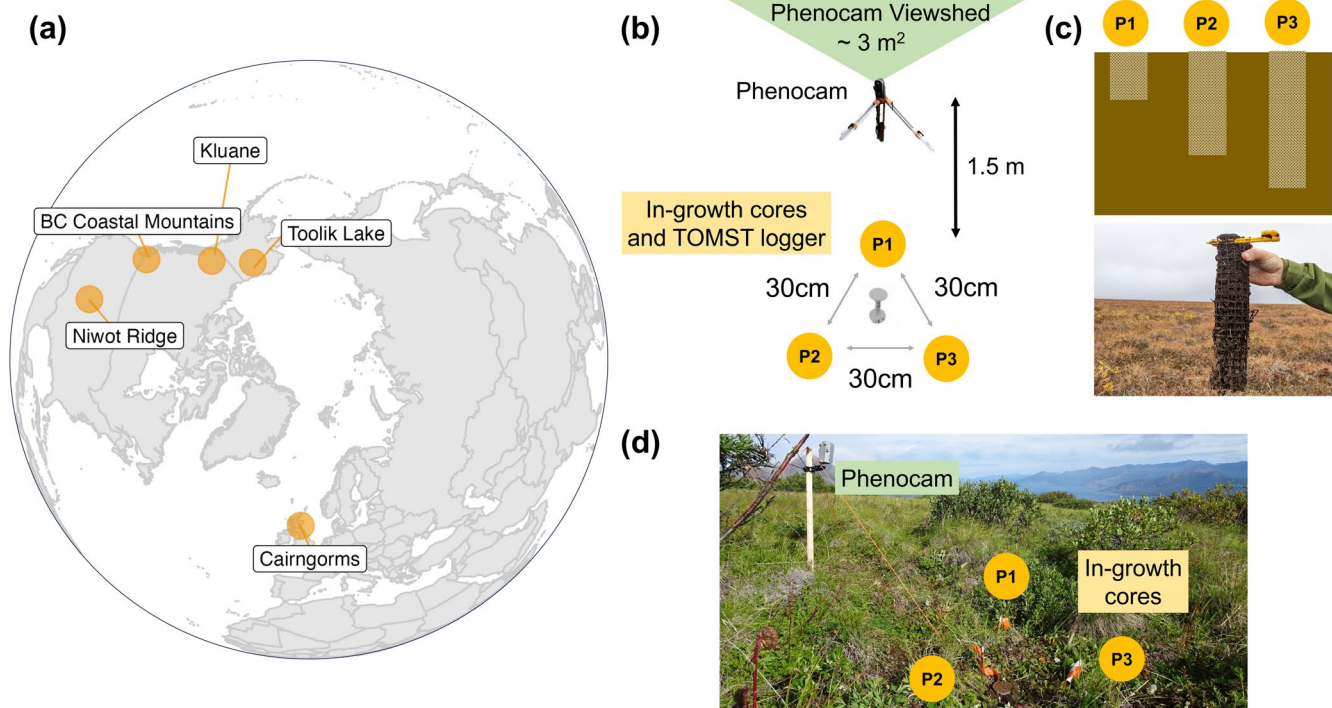 (a)
Kluane
BC Coastal Mountains
Toolik Lake
Niwot Ridge
Cairngorms
(b)
Phenocam Viewshed
~ 3 m²
Phenocam
1.5 m
In-growth cores
and TOMST logger
P1
30cm
30cm
P2
P3
30cm
(c)
P1
P2
P3
(d)
Phenocam
P1
In-growth
cores
P2
P3